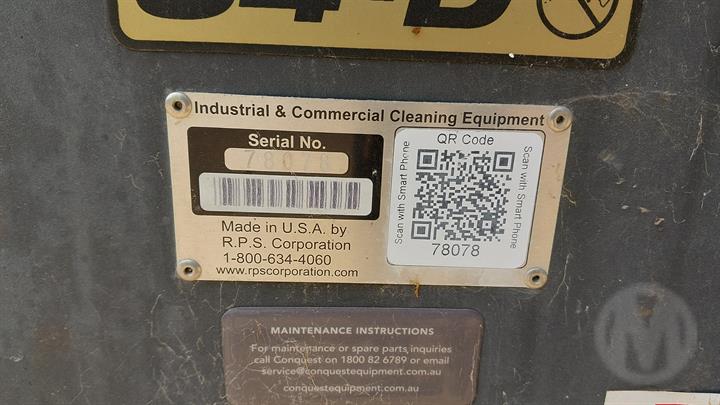 Industrial & Commercial Cleaning Equipment
Serial No.
78078
QR Code
Scan with Smart Phone
Scan with Smart Phone
78078
Made in U.S.A. by
R.P.S. Corporation
1-800-634-4060
www.rpscorporation.com
MAINTENANCE INSTRUCTIONS
For maintenance or spare parts inquiries
call Conquest on 1800 82 6789 or email
service@conquestequipment.com.au
conquestequipment.com.au
M